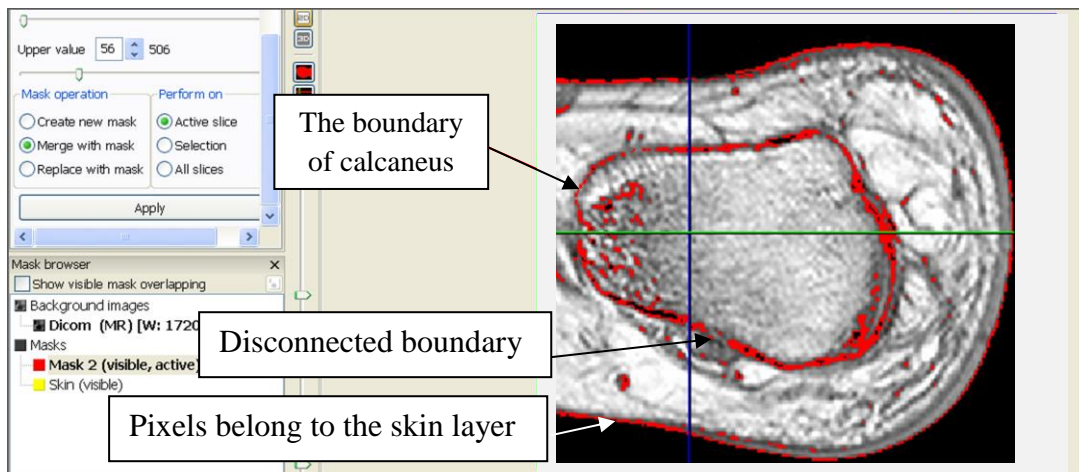 Upper value 56 506
Mask operation
Create new mask
Merge with mask
Replace with mask
Perform on
Active slice
Selection
All slices
Apply
Mask browser
Show visible mask overlapping
Background images
Dicom (MR) [W: 1720
Masks
Mask 2 (visible, active)
Skin (visible)
2D
3D
The boundary
of calcaneus
Disconnected boundary
Pixels belong to the skin layer